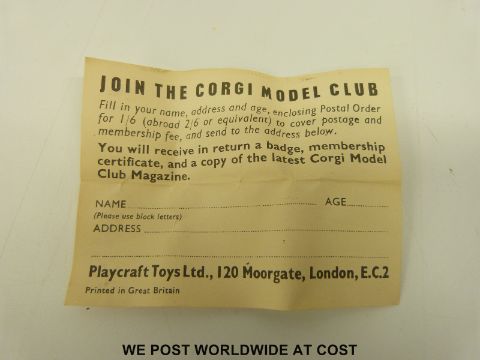 JOIN THE CORGI MODEL CLUB
Fill in your name, address and age, enclosing Postal Order
for 1/6 (abroad 2/6 or equivalent) to cover postage and
membership fee, and send to the address below.
You will receive in return a badge, membership
certificate, and a copy of the latest Corgi Model
Club Magazine.
NAME AGE
(Please use block letters)
ADDRESS
Playcraft Toys Ltd., 120 Moorgate, London, E.C.2
Printed in Great Britain
WE POST WORLDWIDE AT COST